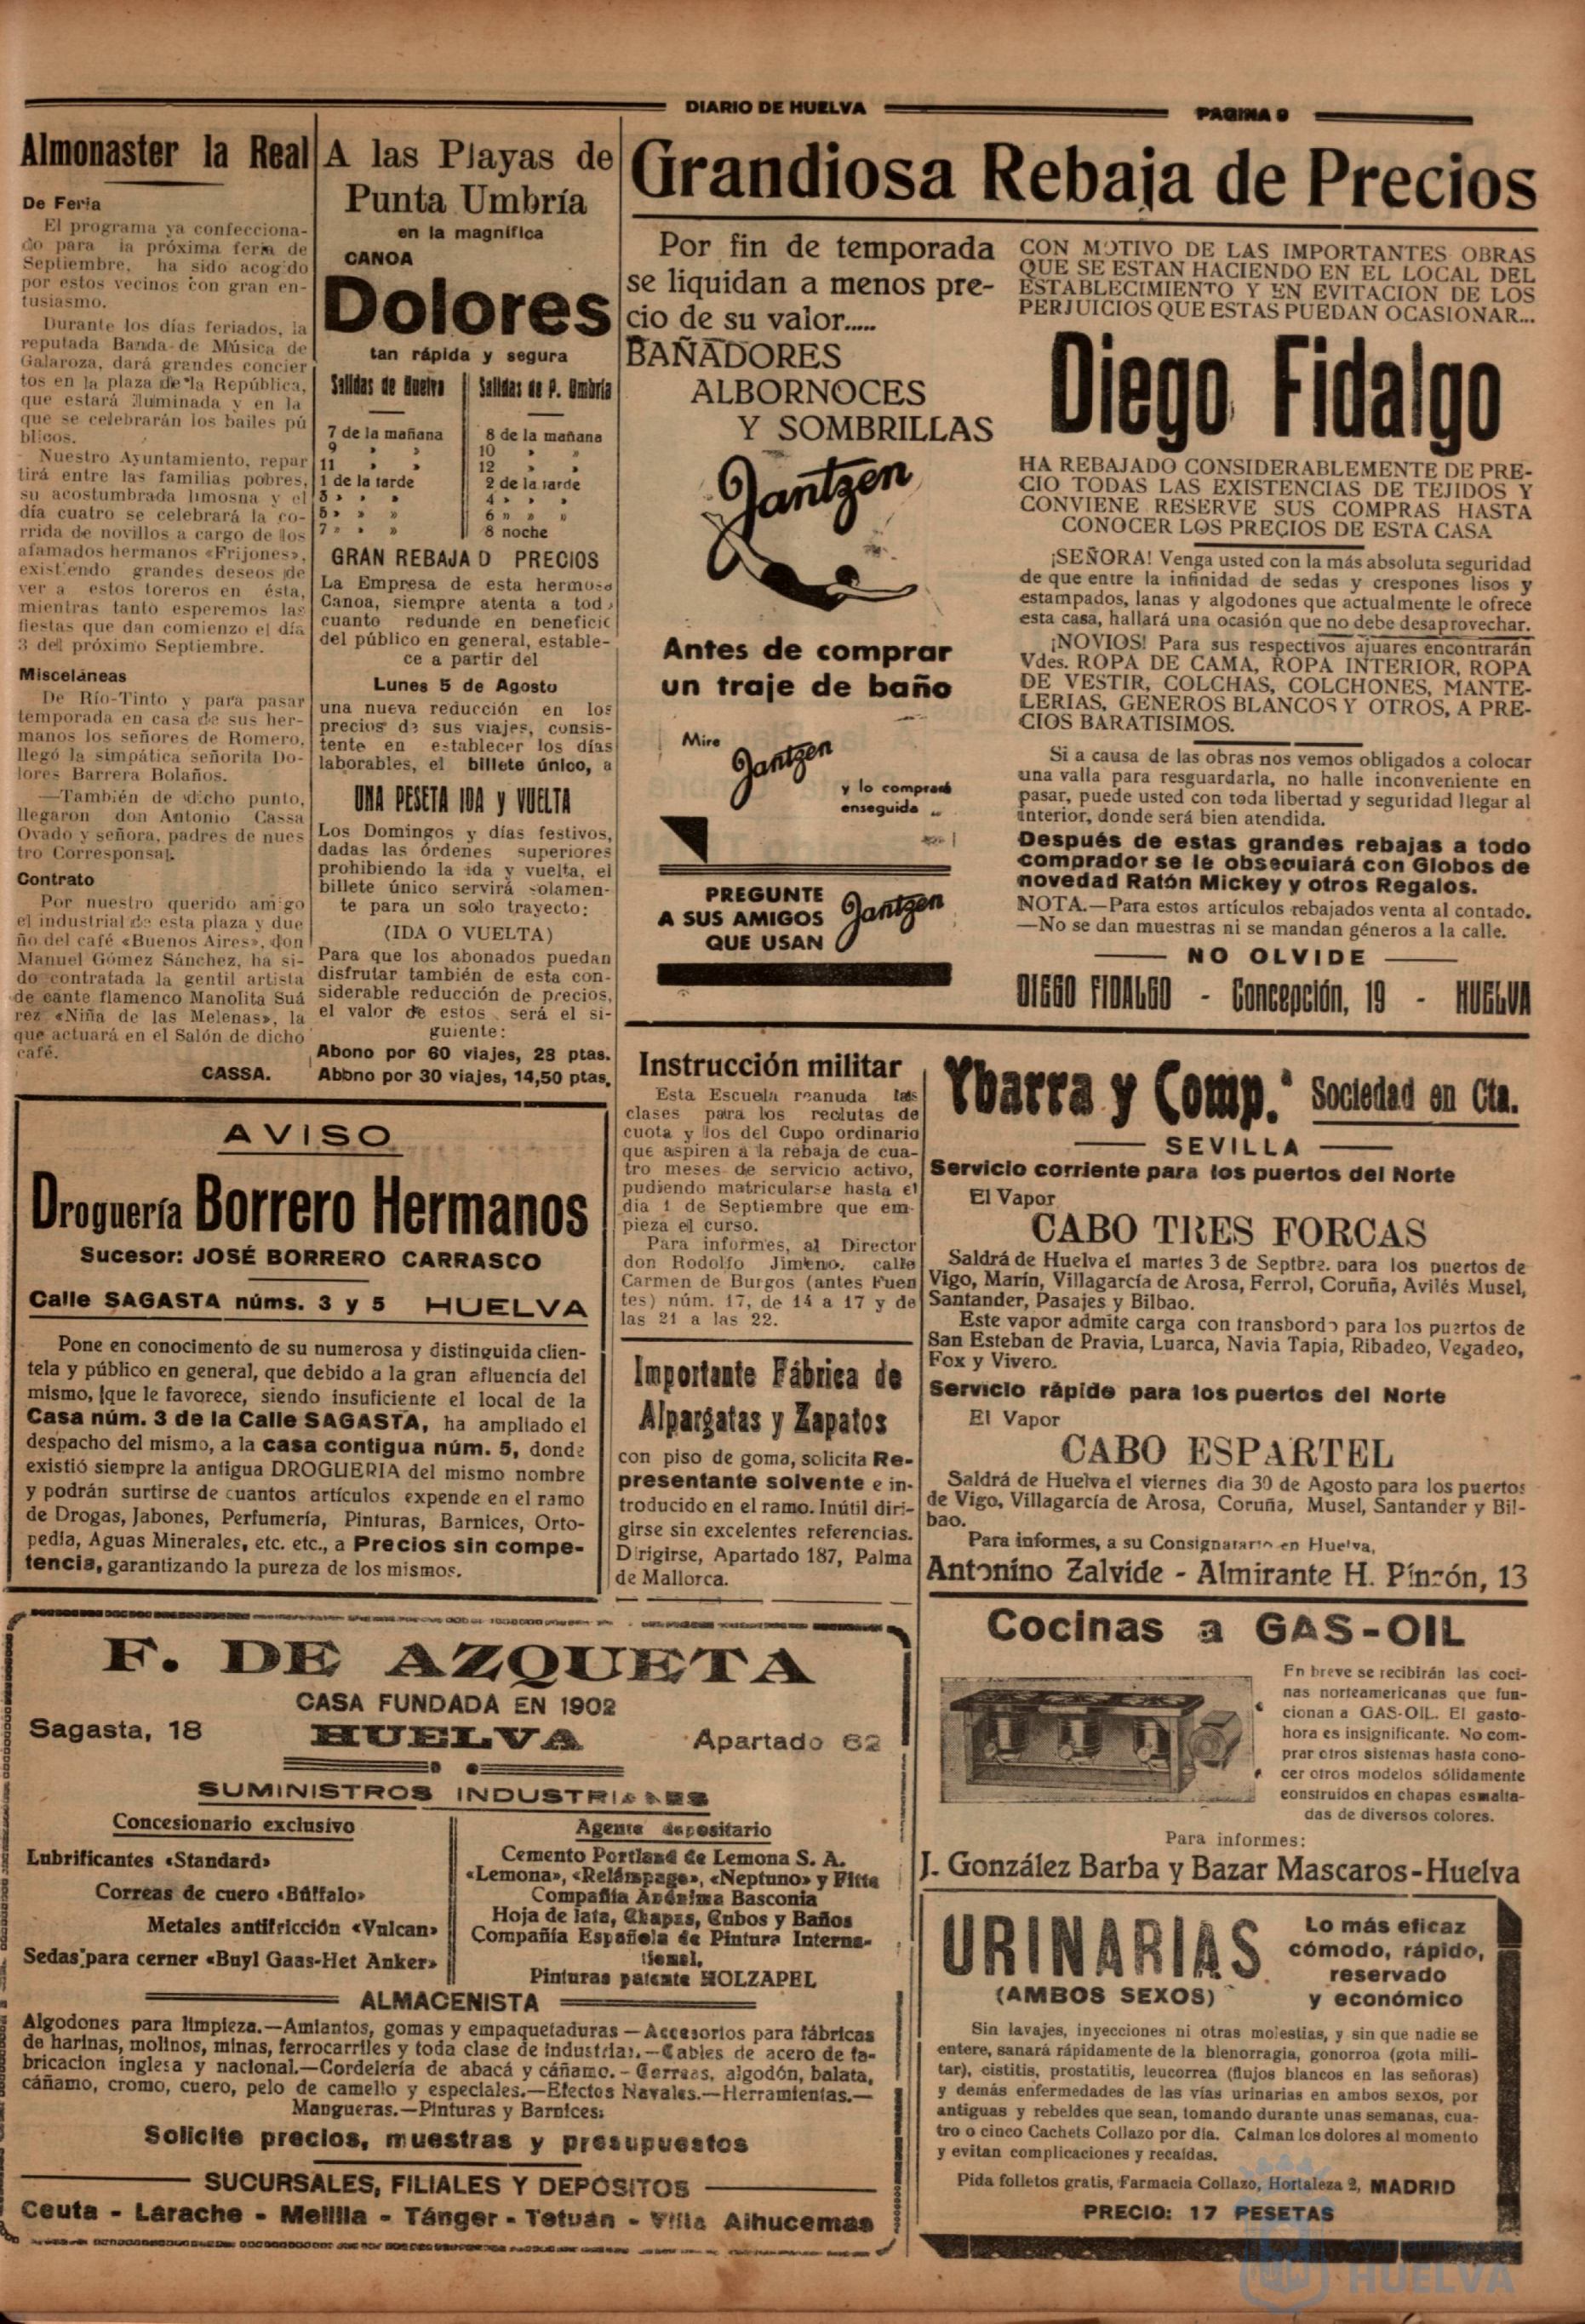 DIARIO DE HUELVA
PAGINA 9
Almonaster la Real
De Feria
El programa ya confecciona-
do para la próxima feria de
Septiembre, ha sido acogido
por estos vecinos con gran en-
tusiasmo.
Durante los días feriados, la
reputada Banda de Música de
Galaroza, dará grandes concier
tos en la plaza de la República,
que estará iluminada y en la
que se celebrarán los bailes pú
blicos.
Nuestro Ayuntamiento, repar
tirá entre las familias pobres,
su acostumbrada limosna y el
día cuatro se celebrará la co-
rrida de novillos a cargo de los
afamados hermanos «Frijones»,
existiendo grandes deseos de
ver a estos toreros en ésta,
mientras tanto esperemos las
fiestas que dan comienzo el día
3 del próximo Septiembre.
Misceláneas
De Río-Tinto y para pasar
temporada en casa de sus her-
manos los señores de Romero,
llegó la simpática señorita Do-
lores Barrera Bolaños.
—También de dicho punto,
llegaron don Antonio Cassa
Ovado y señora, padres de nues
tro Corresponsal.
Contrato
Por nuestro querido amigo
el industrial de esta plaza y due
ño del café «Buenos Aires», don
Manuel Gómez Sánchez, ha si-
do contratada la gentil artista
de cante flamenco Manolita Suá
rez «Niña de las Melenas», la
que actuará en el Salón de dicho
café.
CASSA.
A las Playas de
Punta Umbría
en la magnífica
CANOA
Dolores
tan rápida y segura
Salidas de Huelva || Salidas de P. Umbría
7 de la mañana 8 de la mañana
9 » » 10 » »
11 » » 12 » »
1 de la tarde 2 de la tarde
3 » » » 4 » » »
5 » » » 6 » » »
7 » » » 8 noche
GRAN REBAJA D PRECIOS
La Empresa de esta hermosa
Canoa, siempre atenta a tod
cuanto redunde en beneficic
del público en general, estable-
ce a partir del
Lunes 5 de Agosto
una nueva reducción en los
precios de sus viajes, consis-
tente en establecer los días
laborables, el billete único, a
UNA PESETA IDA y VUELTA
Los Domingos y días festivos,
dadas las órdenes superiores
prohibiendo la ida y vuelta, el
billete único servirá solamen-
te para un solo trayecto:
(IDA O VUELTA)
Para que los abonados puedan
disfrutar también de esta con-
siderable reducción de precios,
el valor de estos será el si-
guiente:
Abono por 60 viajes, 28 ptas.
Abono por 30 viajes, 14,50 ptas.
Grandiosa Rebaja de Precios
Por fin de temporada
se liquidan a menos pre-
cio de su valor.....
BAÑADORES
ALBORNOCES
Y SOMBRILLAS
Jantzen
Antes de comprar
un traje de baño
Mire
Jantzen
y lo comprará
enseguida
PREGUNTE
A SUS AMIGOS
QUE USAN
Jantzen
CON MOTIVO DE LAS IMPORTANTES OBRAS
QUE SE ESTAN HACIENDO EN EL LOCAL DEL
ESTABLECIMIENTO Y EN EVITACION DE LOS
PERJUICIOS QUE ESTAS PUEDAN OCASIONAR...
Diego Fidalgo
HA REBAJADO CONSIDERABLEMENTE DE PRE-
CIO TODAS LAS EXISTENCIAS DE TEJIDOS Y
CONVIENE RESERVE SUS COMPRAS HASTA
CONOCER LOS PRECIOS DE ESTA CASA
¡SEÑORA! Venga usted con la más absoluta seguridad
de que entre la infinidad de sedas y crespones lisos y
estampados, lanas y algodones que actualmente le ofrece
esta casa, hallará una ocasión que no debe desaprovechar.
¡NOVIOS! Para sus respectivos ajuares encontrarán
Vdes. ROPA DE CAMA, ROPA INTERIOR, ROPA
DE VESTIR, COLCHAS, COLCHONES, MANTE-
LERIAS, GENEROS BLANCOS Y OTROS, A PRE-
CIOS BARATISIMOS.
Si a causa de las obras nos vemos obligados a colocar
una valla para resguardarla, no halle inconveniente en
pasar, puede usted con toda libertad y seguridad llegar al
interior, donde será bien atendida.
Después de estas grandes rebajas a todo
comprador se le obsequiará con Globos de
novedad Ratón Mickey y otros Regalos.
NOTA.—Para estos artículos rebajados venta al contado.
—No se dan muestras ni se mandan géneros a la calle.
NO OLVIDE
DIEGO FIDALGO - Concepción, 19 - HUELVA
AVISO
Droguería Borrero Hermanos
Sucesor: JOSÉ BORRERO CARRASCO
Calle SAGASTA núms. 3 y 5 HUELVA
Pone en conocimiento de su numerosa y distinguida clien-
tela y público en general, que debido a la gran afluencia del
mismo, que le favorece, siendo insuficiente el local de la
Casa núm. 3 de la Calle SAGASTA, ha ampliado el
despacho del mismo, a la casa contigua núm. 5, donde
existió siempre la antigua DROGUERIA del mismo nombre
y podrán surtirse de cuantos artículos expende en el ramo
de Drogas, Jabones, Perfumería, Pinturas, Barnices, Orto-
pedia, Aguas Minerales, etc. etc., a Precios sin compe-
tencia, garantizando la pureza de los mismos.
Instrucción militar
Esta Escuela reanuda las
clases para los reclutas de
cuota y los del Cupo ordinario
que aspiren a la rebaja de cua-
tro meses de servicio activo,
pudiendo matricularse hasta el
día 1 de Septiembre que em-
pieza el curso.
Para informes, al Director
don Rodolfo Jimeno, calle
Carmen de Burgos (antes Fuen
tes) núm. 17, de 14 a 17 y de
las 21 a las 22.
Importante Fábrica de
Alpargatas y Zapatos
con piso de goma, solicita Re-
presentante solvente e in-
troducido en el ramo. Inútil diri-
girse sin excelentes referencias.
Dirigirse, Apartado 187, Palma
de Mallorca.
Ybarra y Comp.ª Sociedad en Cta.
SEVILLA
Servicio corriente para los puertos del Norte
El Vapor
CABO TRES FORCAS
Saldrá de Huelva el martes 3 de Septbre. para los puertos de
Vigo, Marín, Villagarcía de Arosa, Ferrol, Coruña, Avilés Musel,
Santander, Pasajes y Bilbao.
Este vapor admite carga con transbordo para los puertos de
San Esteban de Pravia, Luarca, Navia Tapia, Ribadeo, Vegadeo,
Fox y Vivero.
Servicio rápido para los puertos del Norte
El Vapor
CABO ESPARTEL
Saldrá de Huelva el viernes dia 30 de Agosto para los puertos
de Vigo, Villagarcía de Arosa, Coruña, Musel, Santander y Bil-
bao.
Para informes, a su Consignatario en Huelva,
Antonino Zalvide - Almirante H. Pinzón, 13
F. DE AZQUETA
CASA FUNDADA EN 1902
Sagasta, 18 HUELVA Apartado 62
SUMINISTROS INDUSTRIALES
Concesionario exclusivo
Lubrificantes «Standard»
Correas de cuero «Búffalo»
Metales antifricción «Vulcan»
Sedas para cerner «Buyl Gaas-Het Anker»
Agente depositario
Cemento Portland de Lemona S. A.
«Lemona», «Relámpago», «Neptuno» y Fitta
Compañía Anónima Basconia
Hoja de lata, Chapas, Cubos y Baños
Compañía Española de Pintura Interna-
tional,
Pinturas patente HOLZAPEL
ALMACENISTA
Algodones para limpieza.—Amiantos, gomas y empaquetaduras — Accesorios para fábricas
de harinas, molinos, minas, ferrocarriles y toda clase de industrias.—Cables de acero de fa-
bricacion inglesa y nacional.—Cordelería de abacá y cáñamo.- Correas, algodón, balata,
cáñamo, cromo, cuero, pelo de camello y especiales.—Efectos Navales.—Herramientas.—
Mangueras.—Pinturas y Barnices.
Solicite precios, muestras y presupuestos
SUCURSALES, FILIALES Y DEPOSITOS
Ceuta - Larache - Melilla - Tánger - Tetuán - Villa Alhucemas
Cocinas a GAS-OIL
En breve se recibirán las coci-
nas norteamericanas que fun-
cionan a GAS-OIL. El gasto-
hora es insignificante. No com-
prar otros sistemas hasta cono-
cer otros modelos sólidamente
construidos en chapas esmalta-
das de diversos colores.
Para informes:
J. González Barba y Bazar Mascaros-Huelva
URINARIAS
(AMBOS SEXOS)
Lo más eficaz
cómodo, rápido,
reservado
y económico
Sin lavajes, inyecciones ni otras molestias, y sin que nadie se
entere, sanará rápidamente de la blenorragia, gonorroa (gota mili-
tar), cistitis, prostatitis, leucorrea (flujos blancos en las señoras)
y demás enfermedades de las vías urinarias en ambos sexos, por
antiguas y rebeldes que sean, tomando durante unas semanas, cua-
tro o cinco Cachets Collazo por día. Calman los dolores al momento
y evitan complicaciones y recaídas.
Pida folletos gratis, Farmacia Collazo, Hortaleza 2, MADRID
PRECIO: 17 PESETAS
HUELVA